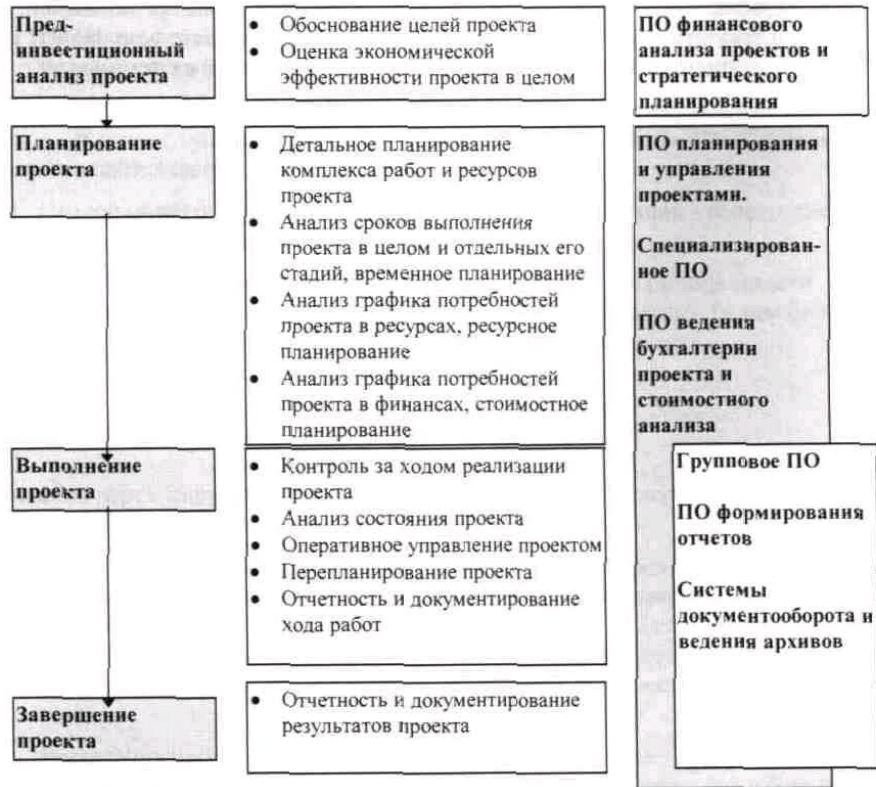 Пред-
инвестиционный
анализ проекта
• Обоснование целей проекта
• Оценка экономической
эффективности проекта в целом
ПО финансового
анализа проектов и
стратегического
планирования
Планирование
проекта
• Детальное планирование
комплекса работ и ресурсов
проекта
• Анализ сроков выполнения
проекта в целом и отдельных его
стадий, временное планирование
• Анализ графика потребностей
проекта в ресурсах, ресурсное
планирование
• Анализ графика потребностей
проекта в финансах, стоимостное
планирование
ПО планирования
и управления
проектами.
Специализирован-
ное ПО
ПО ведения
бухгалтерии
проекта и
стоимостного
анализа
Выполнение
проекта
• Контроль за ходом реализации
проекта
• Анализ состояния проекта
• Оперативное управление проектом
• Перепланирование проекта
• Отчетность и документирование
хода работ
Групповое ПО
ПО формирования
отчетов
Системы
документооборота и
ведения архивов
Завершение
проекта
• Отчетность и документирование
результатов проекта